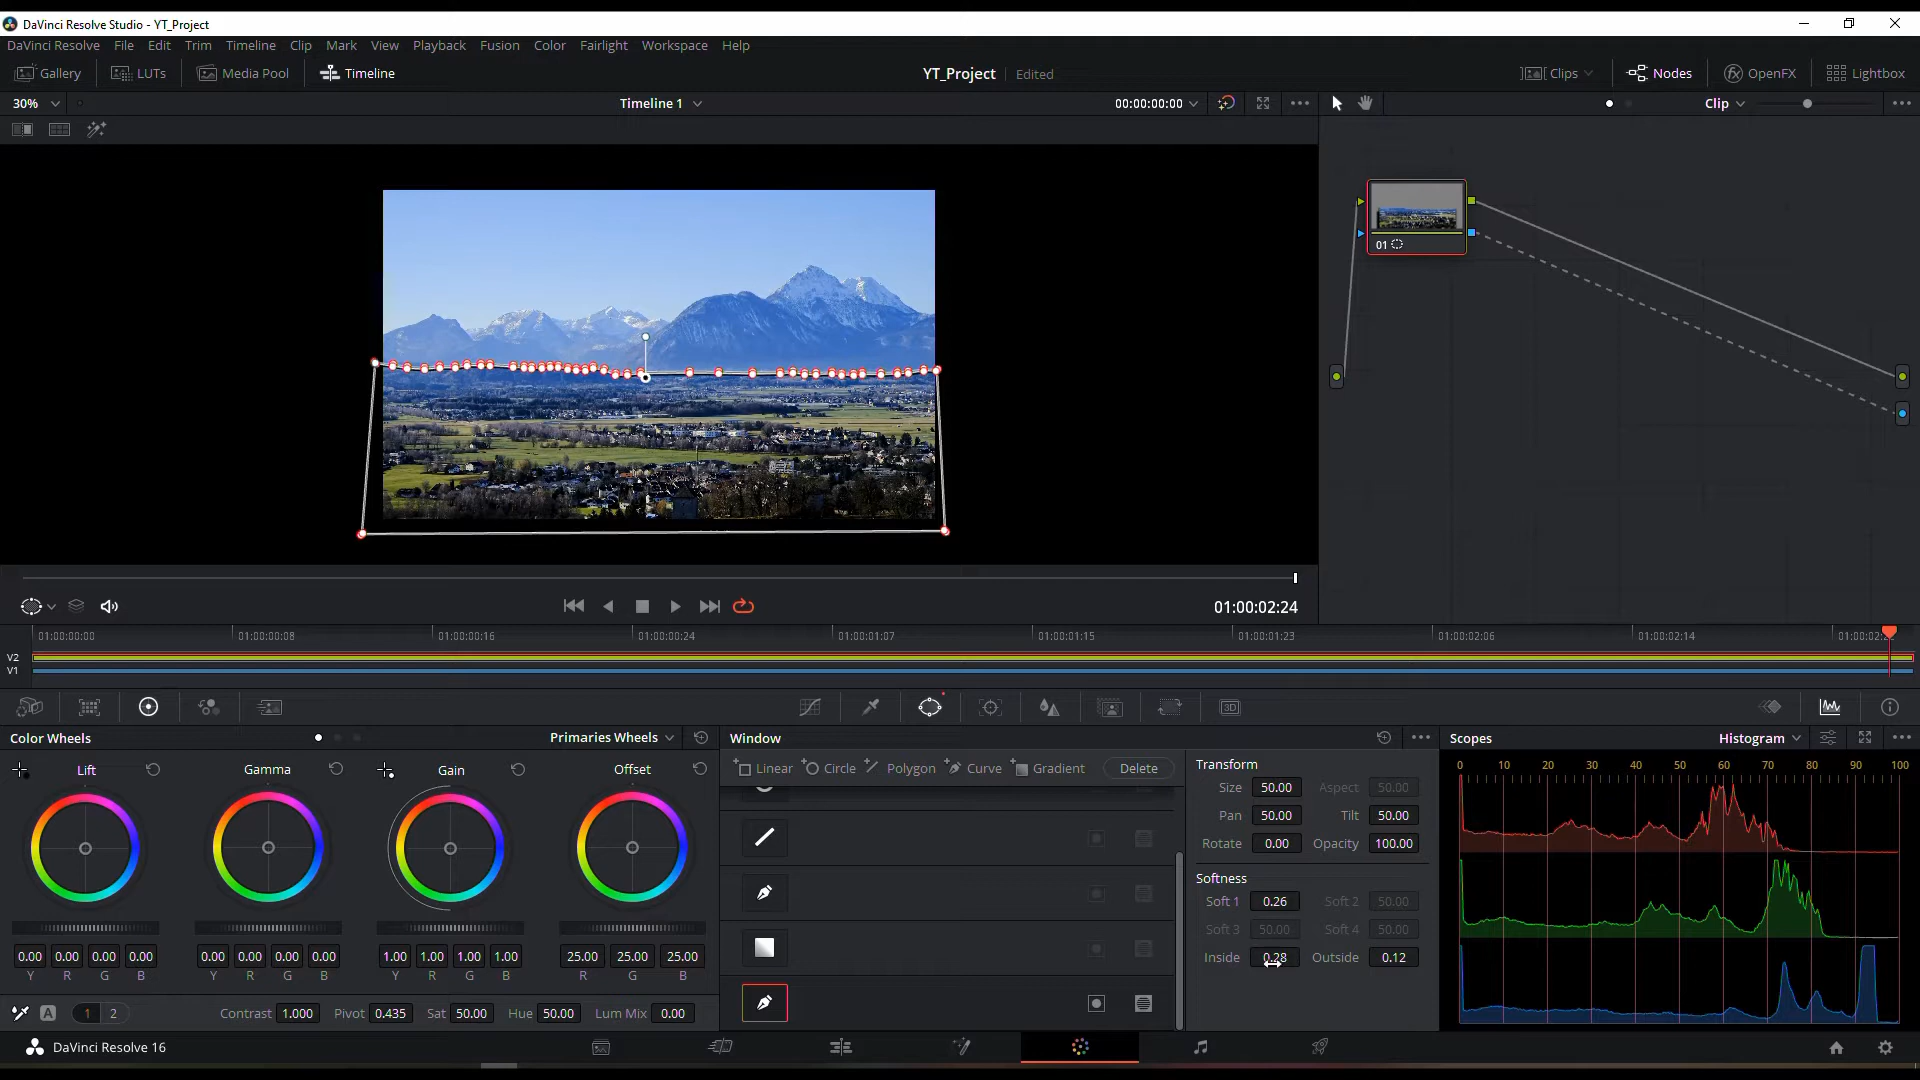 DaVinci Resolve Studio - YT_Project
DaVinci Resolve File Edit Trim Timeline Clip Mark View Playback Fusion Color Fairlight Workspace Help
Gallery LUTs Media Pool Timeline YT_Project Edited Clips Nodes OpenFX Lightbox
30% Timeline 1 00:00:00:00 Clip
01
01:00:02:24
01:00:00:00 01:00:00:08 01:00:00:16 01:00:00:24 01:00:01:07 01:00:01:15 01:00:01:23 01:00:02:06 01:00:02:14 01:00:02:2
V2
V1
3D
Color Wheels Primaries Wheels Window Scopes Histogram
Lift Gamma Gain Offset
Linear Circle Polygon Curve Gradient Delete
Transform
Size 50.00 Aspect 50.00
Pan 50.00 Tilt 50.00
Rotate 0.00 Opacity 100.00
Softness
Soft 1 0.26 Soft 2 50.00
Soft 3 50.00 Soft 4 50.00
Inside 0.28 Outside 0.12
0 10 20 30 40 50 60 70 80 90 100
0.00 0.00 0.00 0.00 0.00 0.00 0.00 0.00 1.00 1.00 1.00 1.00 25.00 25.00 25.00
Y R G B Y R G B Y R G B R G B
A 1 2 Contrast 1.000 Pivot 0.435 Sat 50.00 Hue 50.00 Lum Mix 0.00
DaVinci Resolve 16